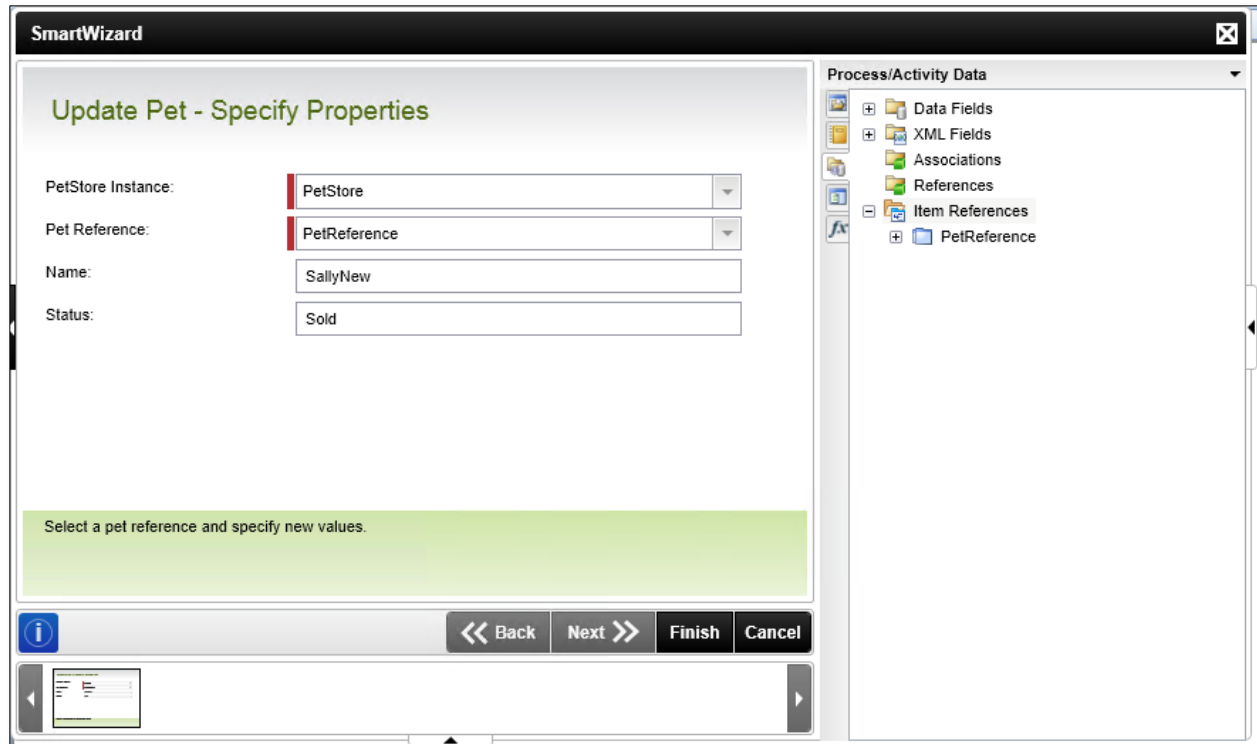 SmartWizard
Update Pet - Specify Properties
PetStore Instance:
PetStore
Pet Reference:
PetReference
Name:
SallyNew
Status:
Sold
Select a pet reference and specify new values.
Back
Next
Finish
Cancel
Process/Activity Data
Data Fields
XML Fields
Associations
References
Item References
PetReference
fx